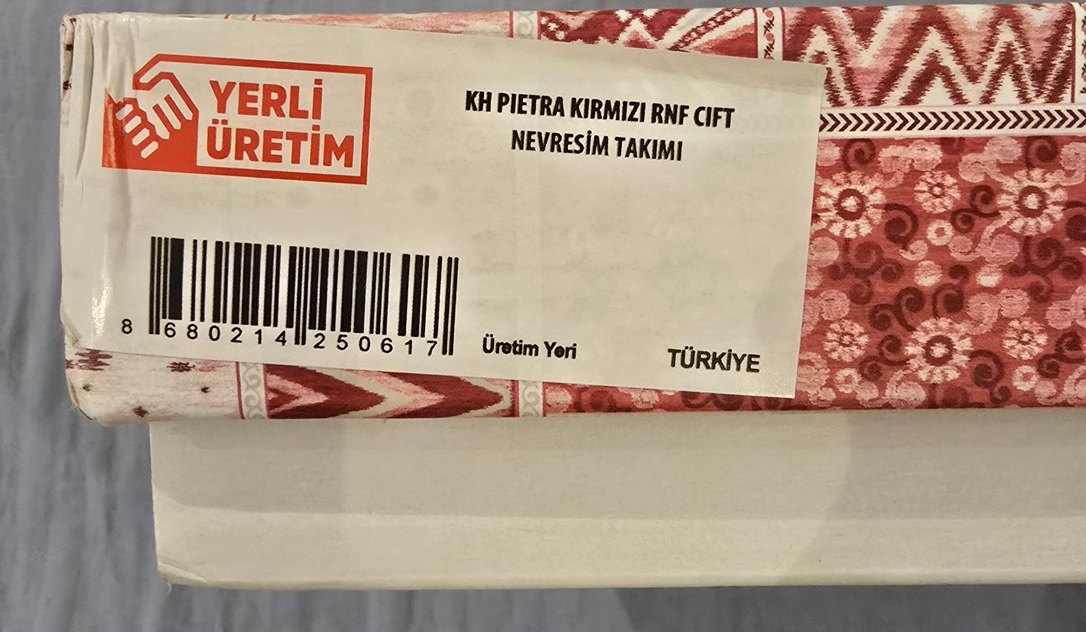 YERLİ
ÜRETİM
KH PIETRA KIRMIZI RNF CIFT
NEVRESİM TAKIMI
8 680214 250617
Üretim Yeri
TÜRKİYE